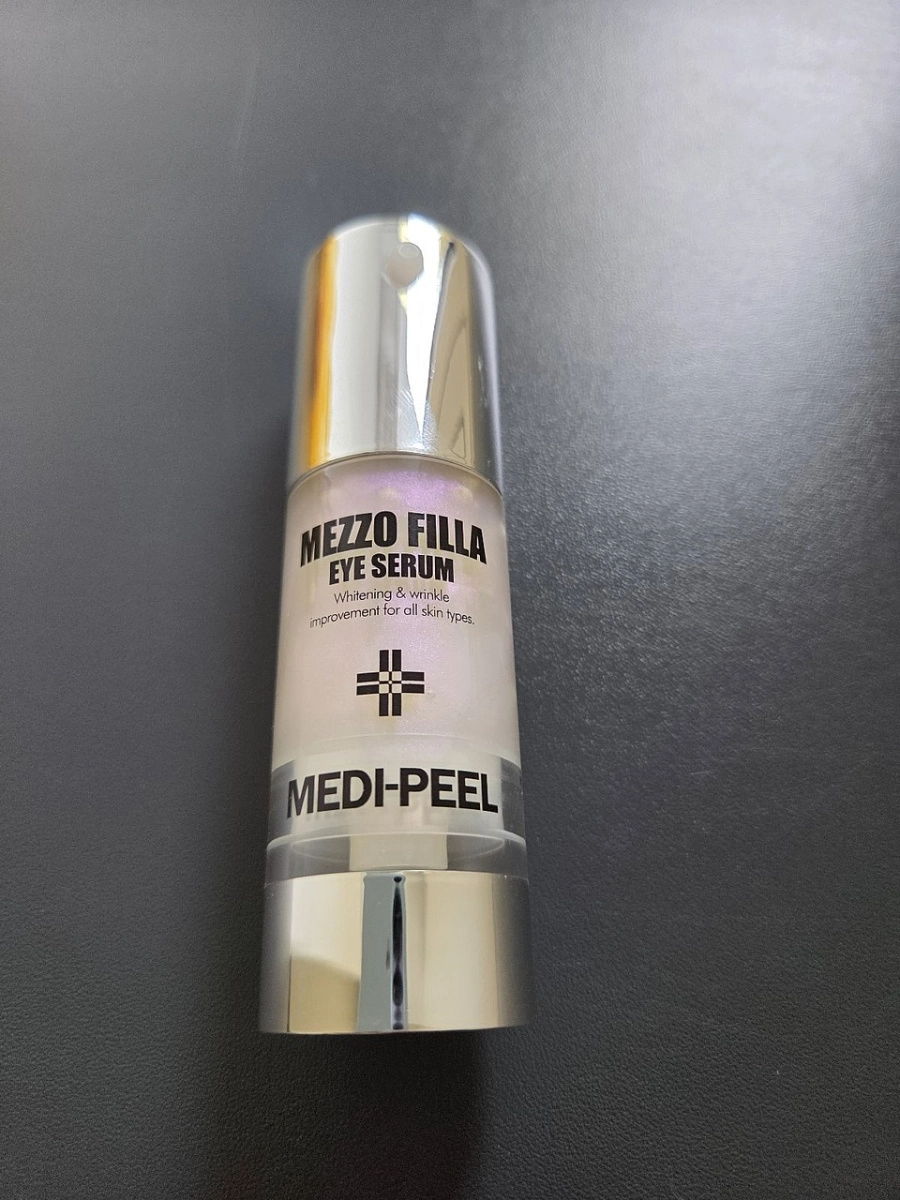 MEZZO FILLA
EYE SERUM
Whitening & wrinkle
improvement for all skin types.
MEDI-PEEL